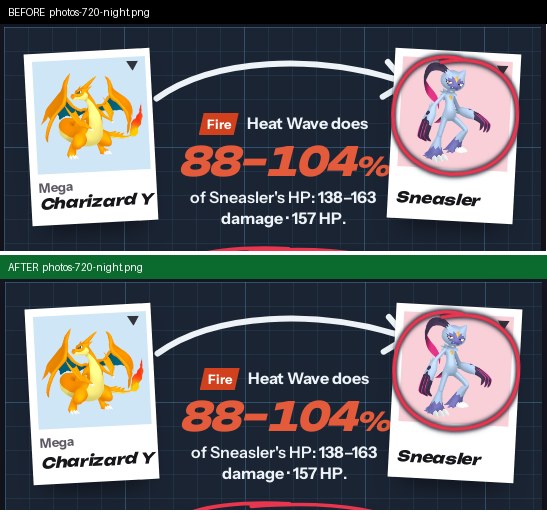 BEFORE photos-720-night.png
Fire Heat Wave does
88–104%
of Sneasler's HP: 138–163
damage · 157 HP.
Mega
Charizard Y
Sneasler
AFTER photos-720-night.png
Fire Heat Wave does
88–104%
of Sneasler's HP: 138–163
damage · 157 HP.
Mega
Charizard Y
Sneasler